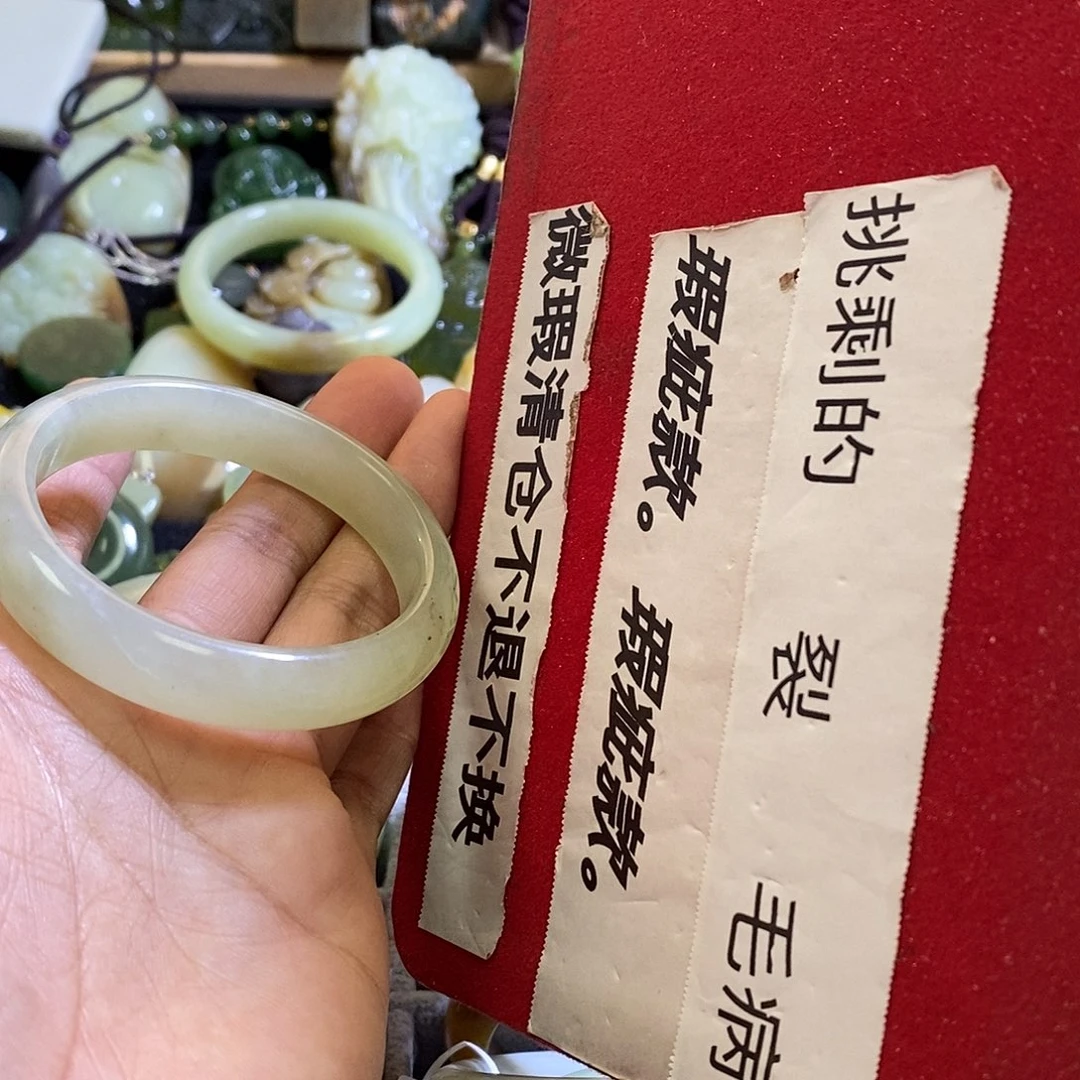 挑剩的 裂 毛病
瑕疵款。 瑕疵款。
微瑕清仓不退不换